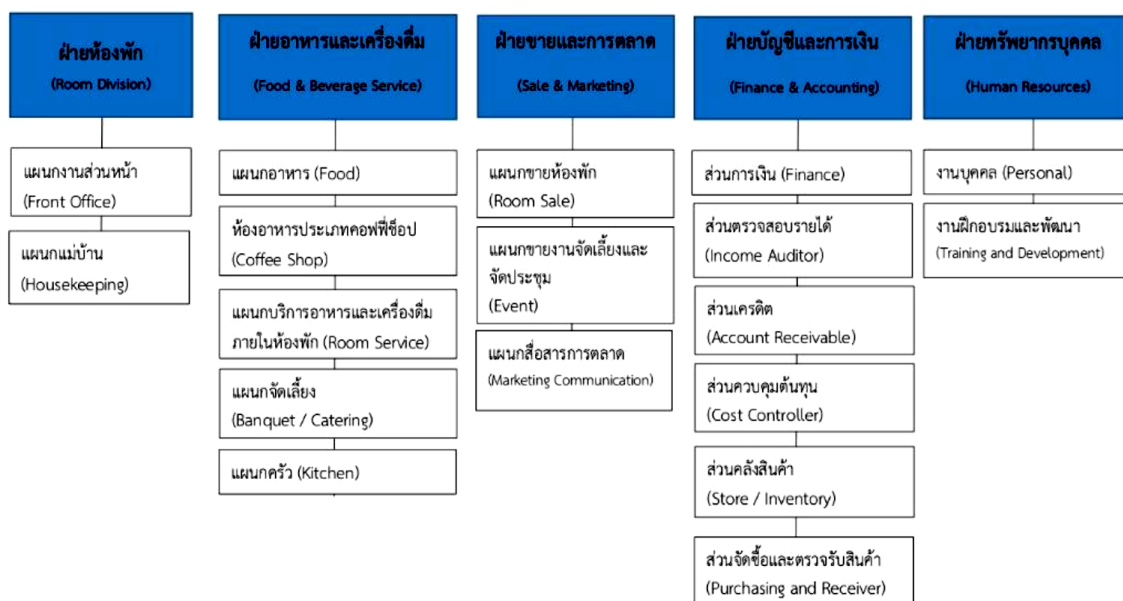 ฝ่ายห้องพัก
(Room Division)
แผนกงานส่วนหน้า
(Front Office)
แผนกแม่บ้าน
(Housekeeping)
ฝ่ายอาหารและเครื่องดื่ม
(Food & Beverage Service)
แผนกอาหาร (Food)
ห้องอาหารประเภทคอฟฟี่ช็อป
(Coffee Shop)
แผนกบริการอาหารและเครื่องดื่ม
ภายในห้องพัก (Room Service)
แผนกจัดเลี้ยง
(Banquet / Catering)
แผนกครัว (Kitchen)
ฝ่ายขายและการตลาด
(Sale & Marketing)
แผนกขายห้องพัก
(Room Sale)
แผนกขายงานจัดเลี้ยงและ
จัดประชุม
(Event)
แผนกสื่อสารการตลาด
(Marketing Communication)
ฝ่ายบัญชีและการเงิน
(Finance & Accounting)
ส่วนการเงิน (Finance)
ส่วนตรวจสอบรายได้
(Income Auditor)
ส่วนเครดิต
(Account Receivable)
ส่วนควบคุมต้นทุน
(Cost Controller)
ส่วนคลังสินค้า
(Store / Inventory)
ส่วนจัดซื้อและตรวจรับสินค้า
(Purchasing and Receiver)
ฝ่ายทรัพยากรบุคคล
(Human Resources)
งานบุคคล (Personal)
งานฝึกอบรมและพัฒนา
(Training and Development)